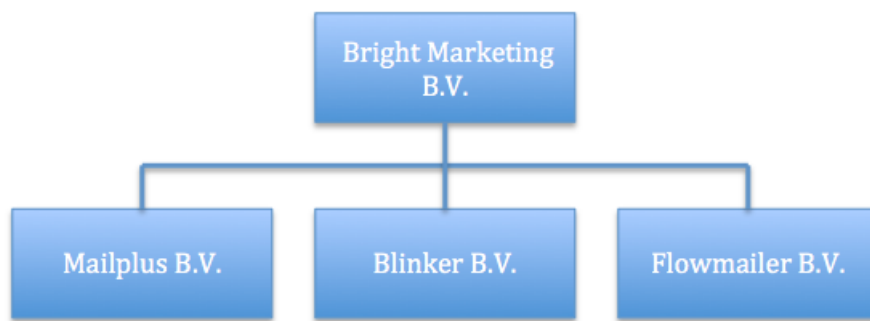 Bright Marketing
B.V.
Mailplus B.V.
Blinker B.V.
Flowmailer B.V.